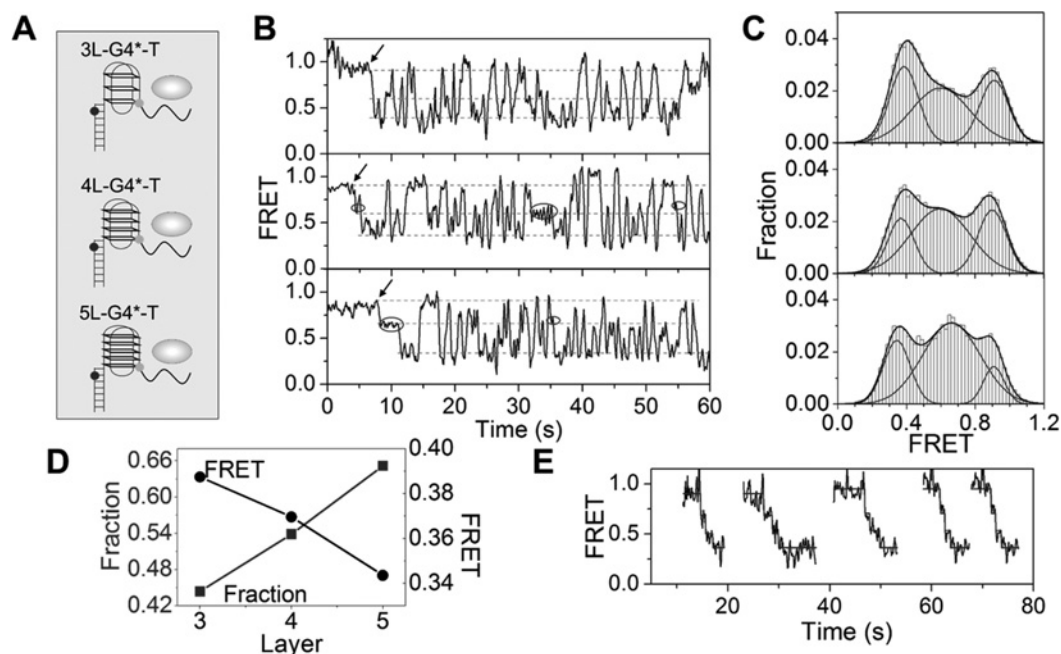 A
3L-G4*-T
4L-G4*-T
5L-G4*-T
B
FRET
1.0
0.5
0.0
1.0
0.5
0.0
1.0
0.5
0.0
0 10 20 30 40 50 60
Time (s)
C
Fraction
0.04
0.02
0.00
0.04
0.02
0.00
0.04
0.02
0.00
0.0 0.4 0.8 1.2
FRET
D
Fraction
0.66
0.60
0.54
0.48
0.42
FRET
Fraction
0.40
0.38
0.36
0.34
FRET
3 4 5
Layer
E
FRET
1.0
0.5
0.0
20 40 60 80
Time (s)